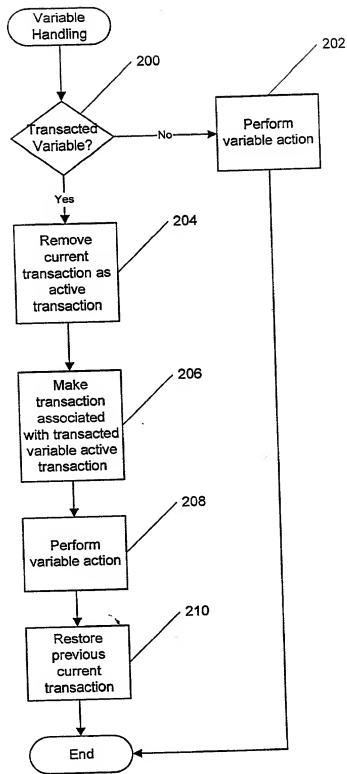 Variable
Handling
200
202
Transacted
Variable?
No
Perform
variable action
Yes
204
Remove
current
transaction as
active
transaction
206
Make
transaction
associated
with transacted
variable active
transaction
208
Perform
variable action
210
Restore
previous
current
transaction
End